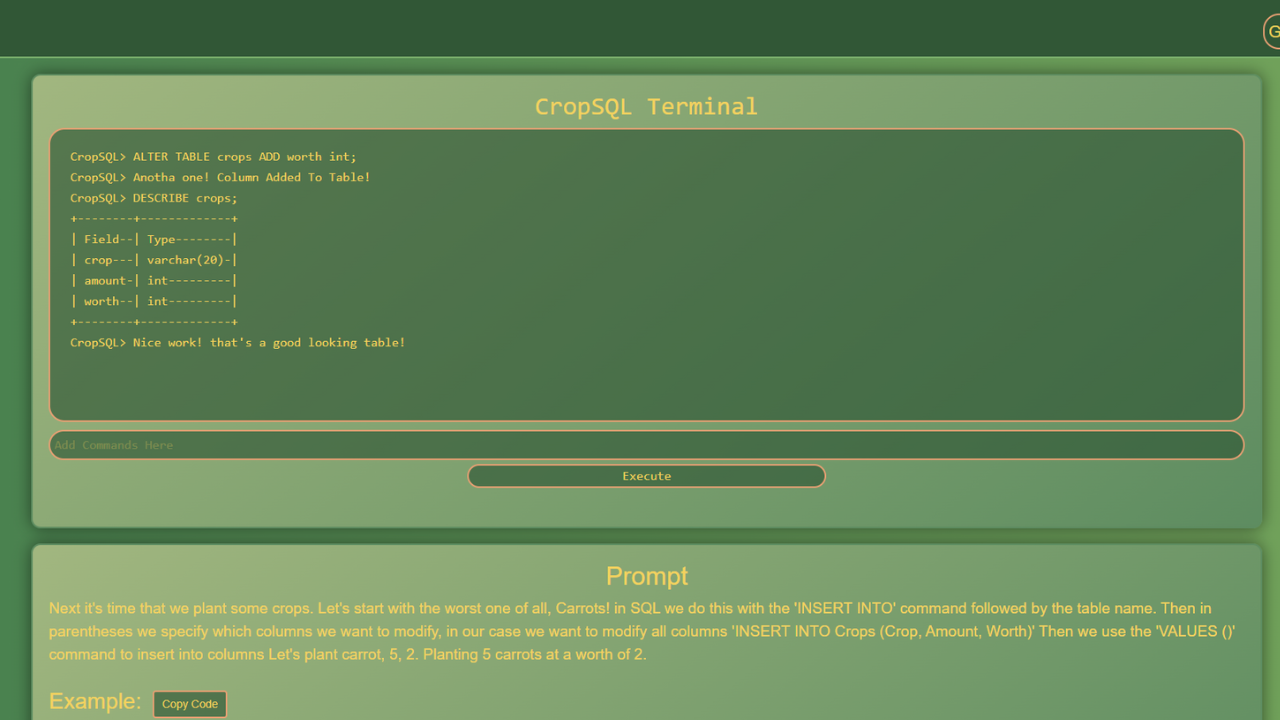 G
CropSQL Terminal
CropSQL> ALTER TABLE crops ADD worth int;
CropSQL> Anotha one! Column Added To Table!
CropSQL> DESCRIBE crops;
+--------+-------------+
| Field--| Type--------|
| crop---| varchar(20)-|
| amount-| int---------|
| worth--| int---------|
+--------+-------------+
CropSQL> Nice work! that's a good looking table!
Add Commands Here
Execute
Prompt
Next it's time that we plant some crops. Let's start with the worst one of all, Carrots! in SQL we do this with the 'INSERT INTO' command followed by the table name. Then in
parentheses we specify which columns we want to modify, in our case we want to modify all columns 'INSERT INTO Crops (Crop, Amount, Worth)' Then we use the 'VALUES ()'
command to insert into columns Let's plant carrot, 5, 2. Planting 5 carrots at a worth of 2.
Example: Copy Code